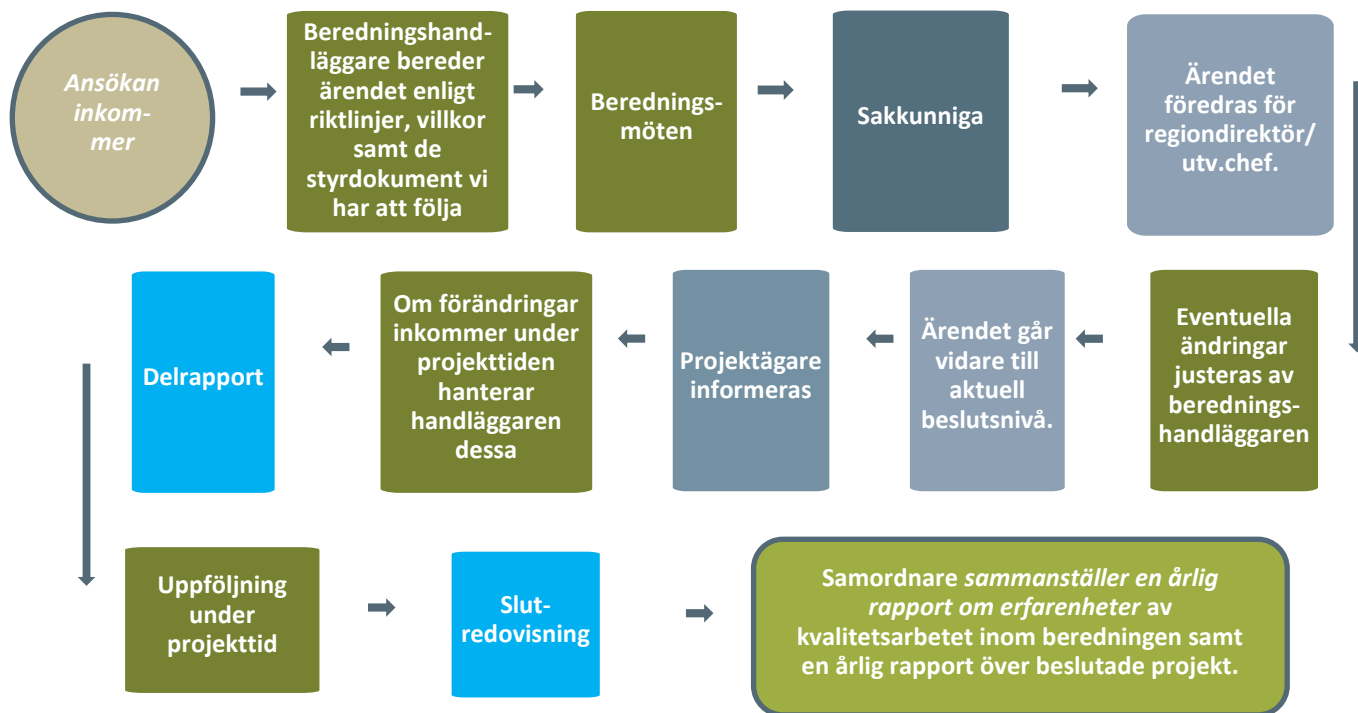 Ansökan
inkom-
mer
Beredningshand-
läggare bereder
ärendet enligt
riktlinjer, villkor
samt de
styrdokument vi
har att följa
Berednings-
möten
Sakkunniga
Ärendet
föredras för
regiondirektör/
utv.chef.
Eventuella
ändringar
justeras av
berednings-
handläggaren
Ärendet går
vidare till
aktuell
beslutsnivå.
Projektägare
informeras
Om förändringar
inkommer under
projekttiden
hanterar
handläggaren
dessa
Delrapport
Uppföljning
under
projekttid
Slut-
redovisning
Samordnare sammanställer en årlig
rapport om erfarenheter av
kvalitetsarbetet inom beredningen samt
en årlig rapport över beslutade projekt.